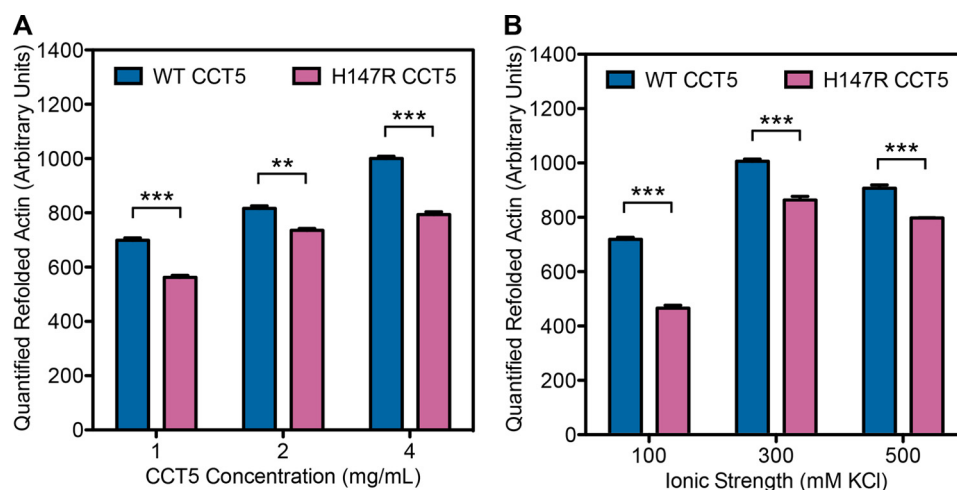 A
Quantified Refolded Actin (Arbitrary Units)
1400
1200
1000
800
600
400
200
0
WT CCT5 H147R CCT5
***
**
***
1 2 4
CCT5 Concentration (mg/mL)
B
Quantified Refolded Actin (Arbitrary Units)
1400
1200
1000
800
600
400
200
0
WT CCT5 H147R CCT5
***
***
***
100 300 500
Ionic Strength (mM KCl)